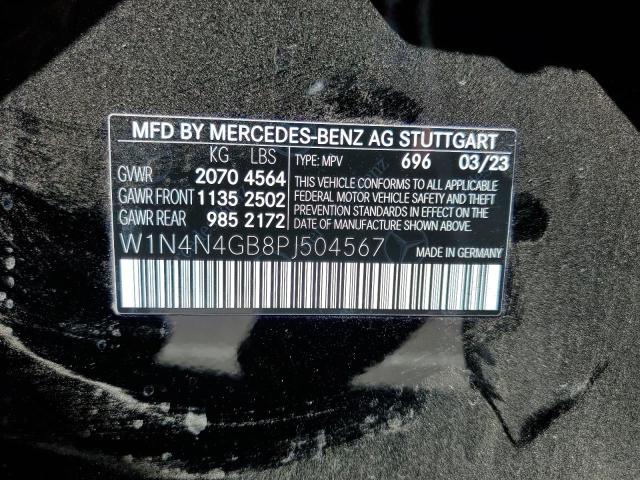 MFD BY MERCEDES-BENZ AG STUTTGART
KG LBS
GVWR 2070 4564
GAWR FRONT 1135 2502
GAWR REAR 985 2172
TYPE: MPV 696 03/23
THIS VEHICLE CONFORMS TO ALL APPLICABLE
FEDERAL MOTOR VEHICLE SAFETY AND THEFT
PREVENTION STANDARDS IN EFFECT ON THE
DATE OF MANUFACTURE SHOWN ABOVE.
W1N4N4GB8PJ504567
MADE IN GERMANY